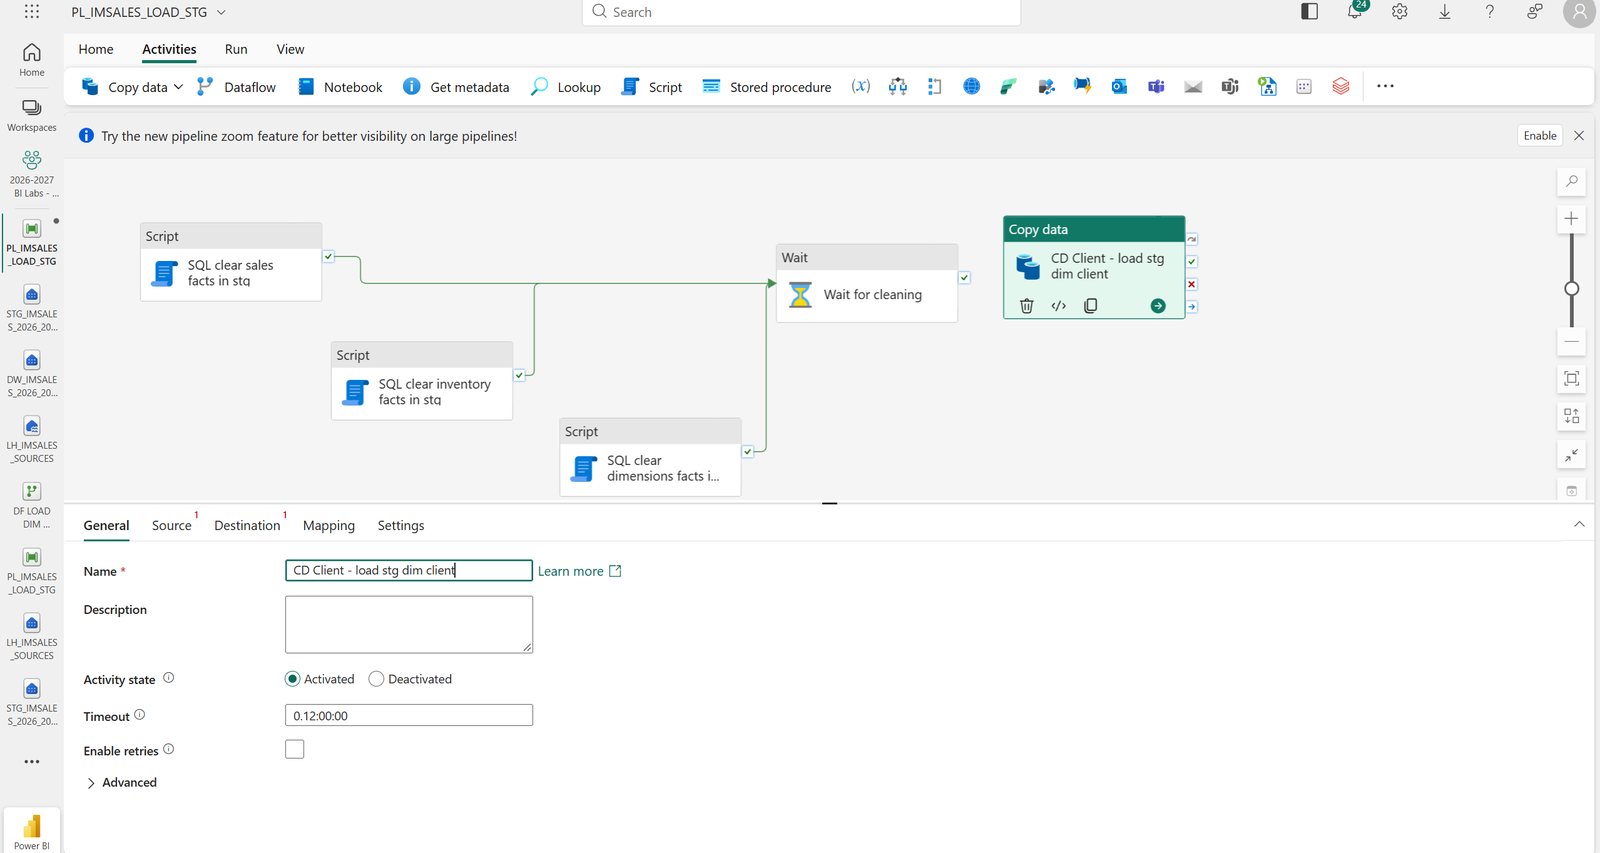 PL_IMSALES_LOAD_STG
Search
24
Home
Activities
Run
View
Copy data
Dataflow
Notebook
Get metadata
Lookup
Script
Stored procedure
(x)
Try the new pipeline zoom feature for better visibility on large pipelines!
Enable
Home
Workspaces
2026-2027
BI Labs - ...
PL_IMSALES
_LOAD_STG
STG_IMSALE
S_2026_20...
DW_IMSALE
S_2026_20...
LH_IMSALES
_SOURCES
DF LOAD
DIM ...
PL_IMSALES
_LOAD_STG
LH_IMSALES
_SOURCES
STG_IMSALE
S_2026_20...
Power BI
Script
SQL clear sales
facts in stg
Script
SQL clear inventory
facts in stg
Script
SQL clear
dimensions facts i...
Wait
Wait for cleaning
Copy data
CD Client - load stg
dim client
General
Source 1
Destination 1
Mapping
Settings
Name *
CD Client - load stg dim client
Learn more
Description
Activity state
Activated
Deactivated
Timeout
0.12:00:00
Enable retries
Advanced